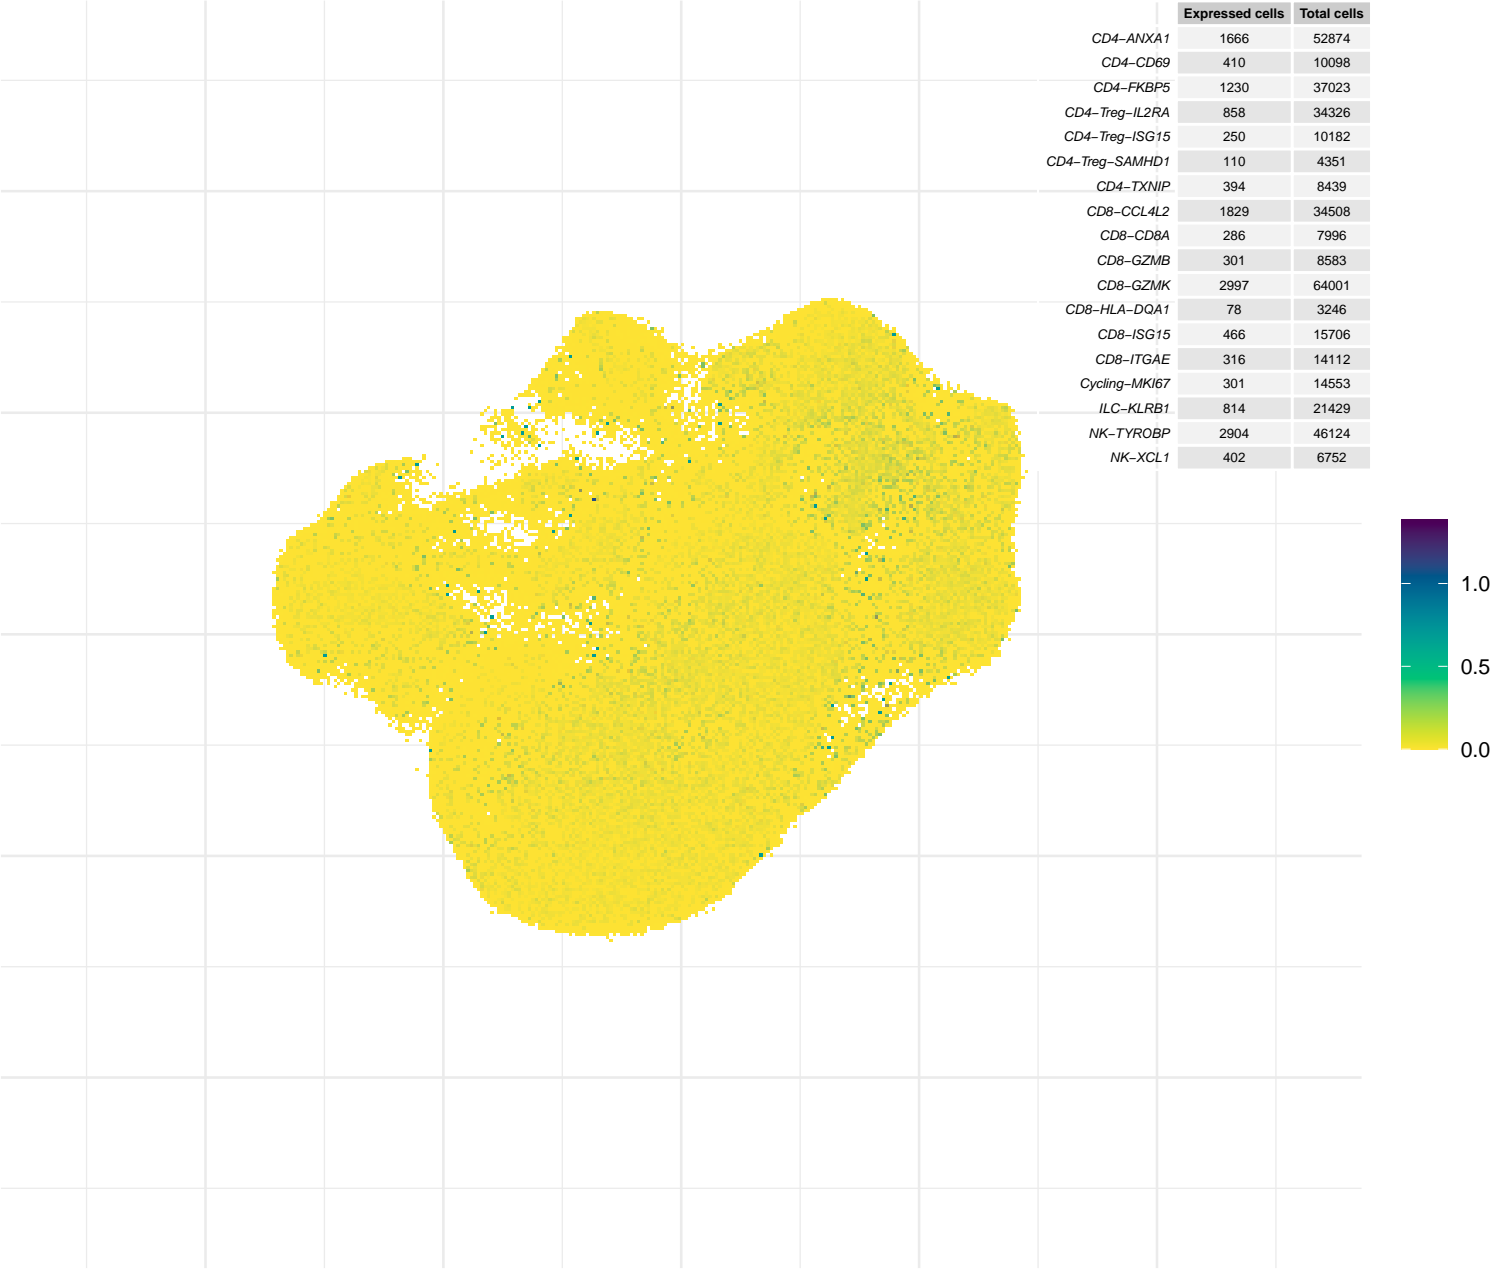 Expressed cells Total cells
CD4−ANXA1 1666 52874
CD4−CD69 410 10098
CD4−FKBP5 1230 37023
CD4−Treg−IL2RA 858 34326
CD4−Treg−ISG15 250 10182
CD4−Treg−SAMHD1 110 4351
CD4−TXNIP 394 8439
CD8−CCL4L2 1829 34508
CD8−CD8A 286 7996
CD8−GZMB 301 8583
CD8−GZMK 2997 64001
CD8−HLA−DQA1 78 3246
CD8−ISG15 466 15706
CD8−ITGAE 316 14112
Cycling−MKI67 301 14553
ILC−KLRB1 814 21429
NK−TYROBP 2904 46124
NK−XCL1 402 6752
1.0
0.5
0.0